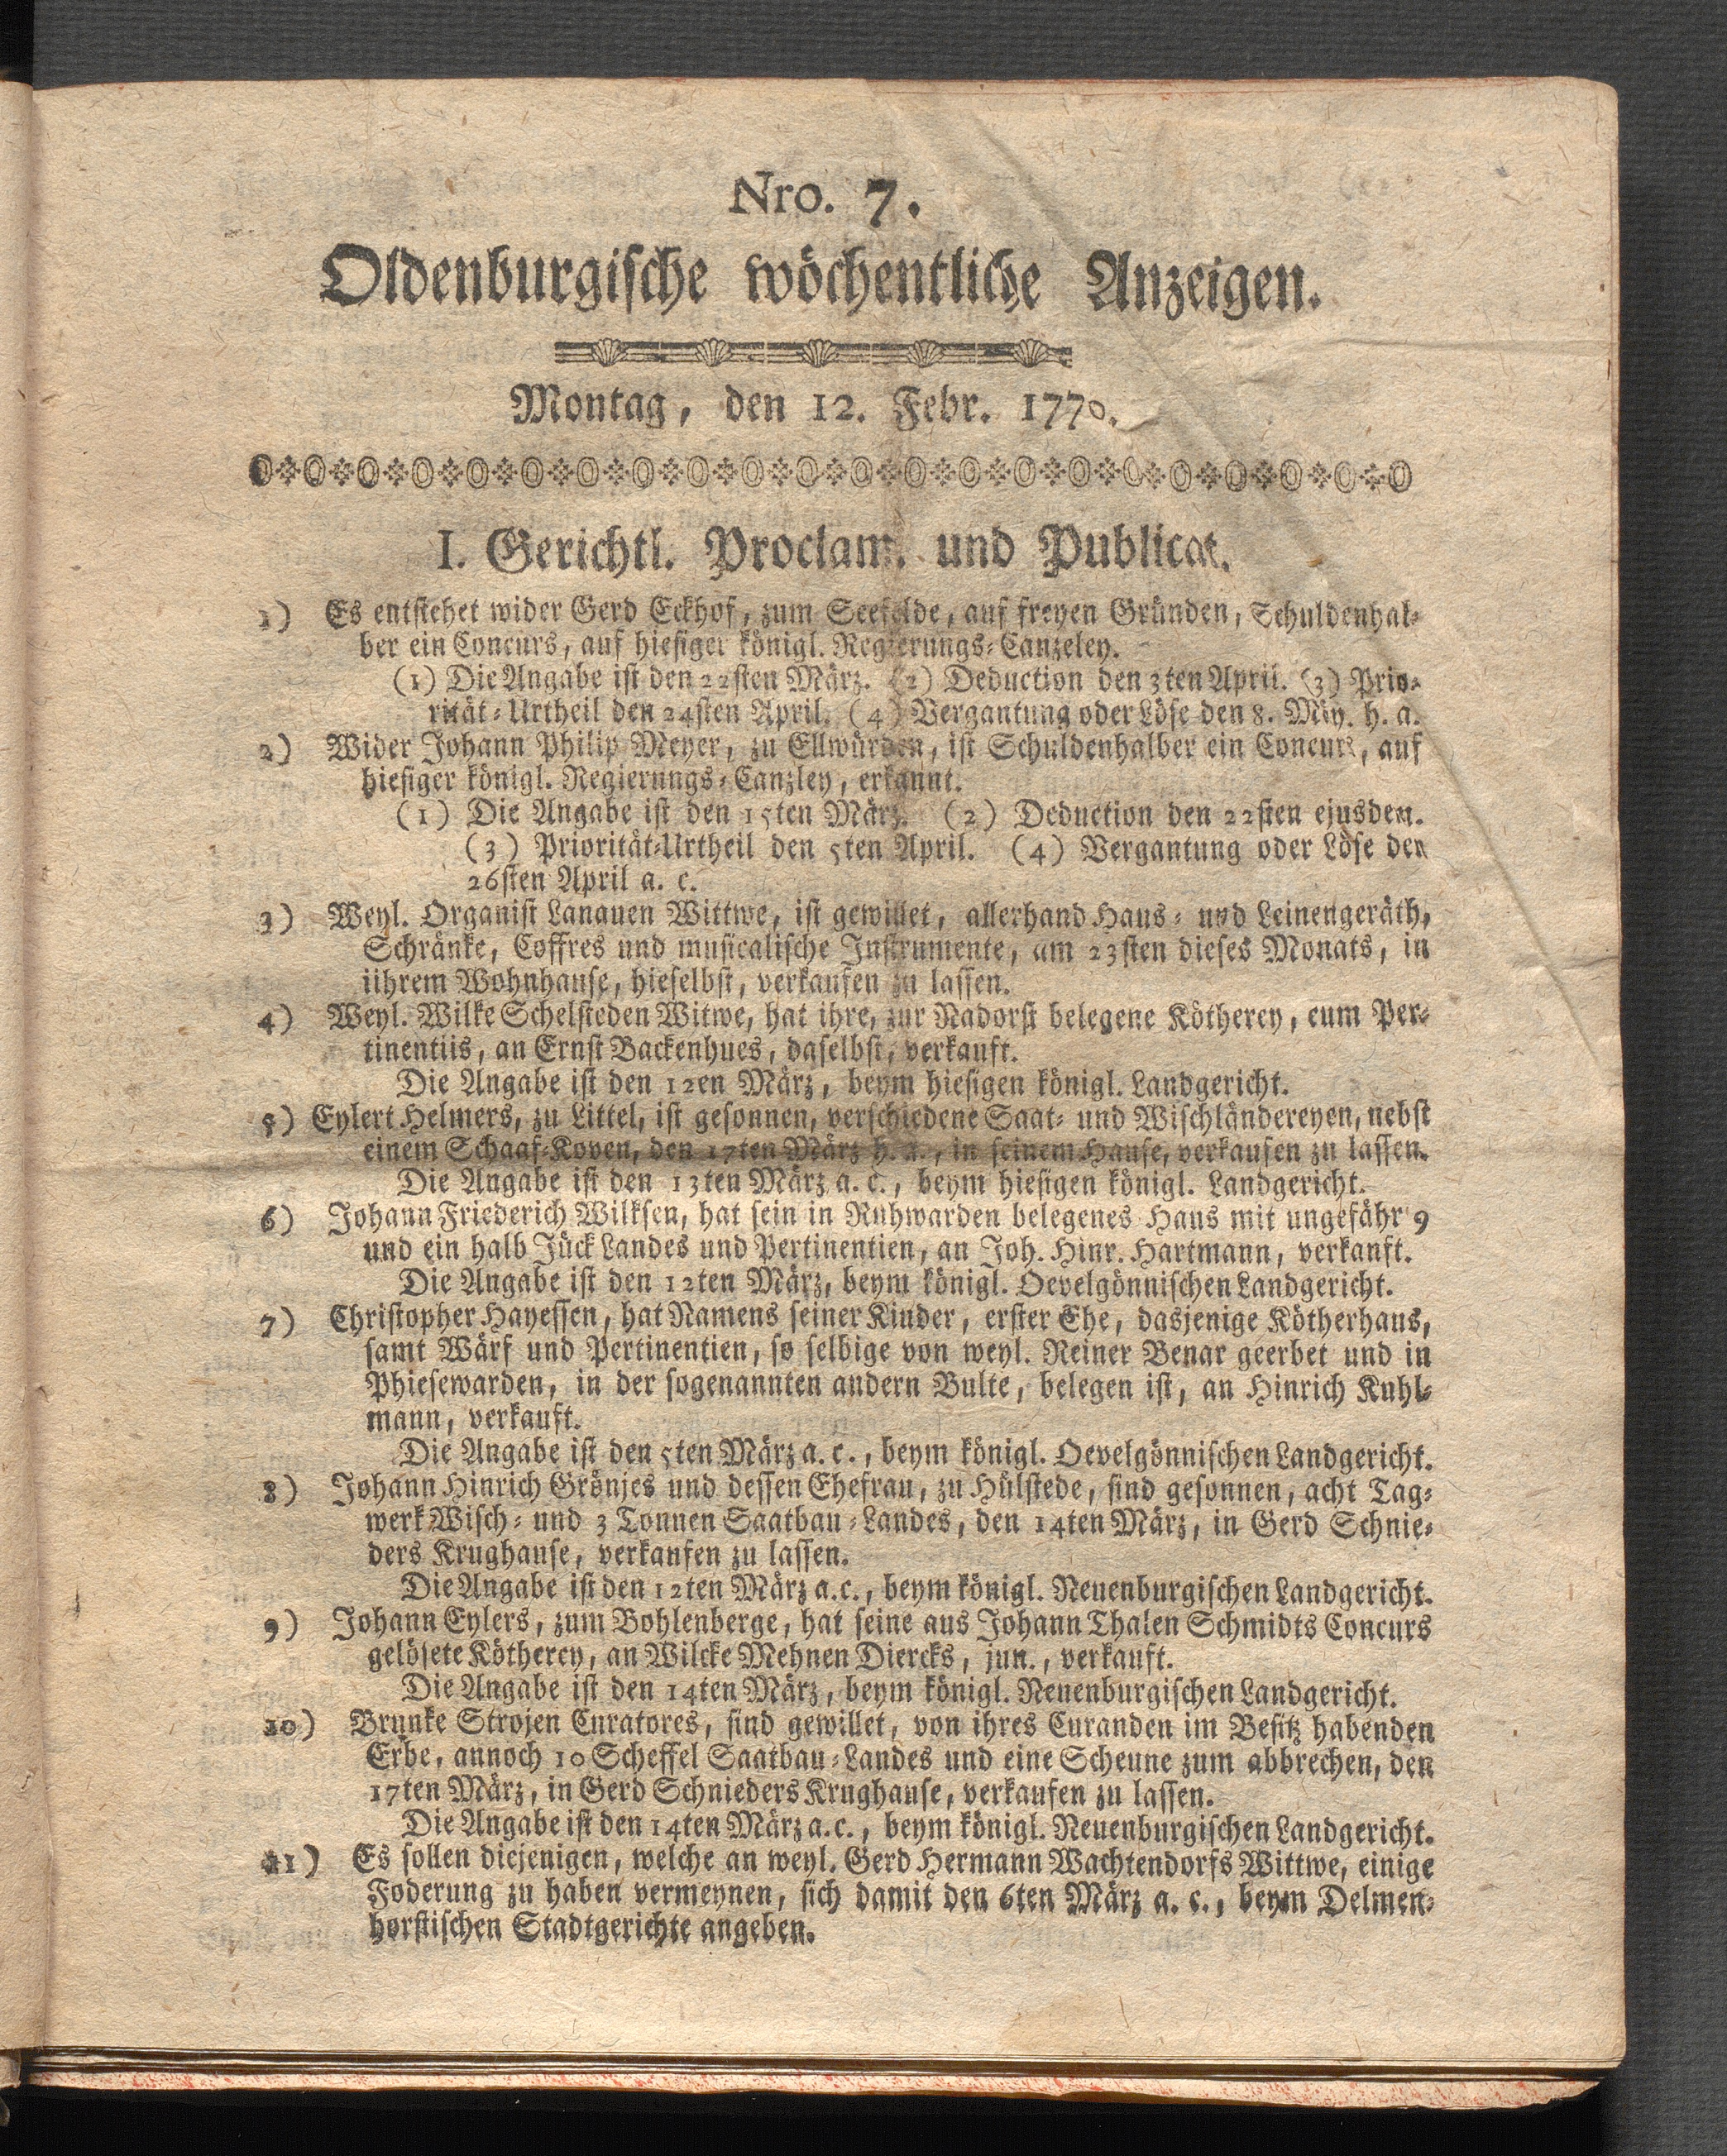 Nro. 7.
Oldenburgische wöchentliche Anzeigen.
Montag, den 12. Febr. 1770.
I. Gerichtl. Proclam. und Publicat.
1) Es entstehet wider Gerd Eckhof, zum Seefelde, auf freyen Gründen, Schuldenhal-
ber ein Concurs, auf hiesiger königl. Regierungs-Canzeley.
(1) Die Angabe ist den 22sten März. (2) Deduction den 3ten April. (3) Prio-
rität-Urtheil den 24sten April. (4) Vergantung oder Löse den 8. May. h. a.
2) Wider Johann Philip Meyer, zu Ellwürden, ist Schuldenhalber ein Concurs, auf
hiesiger königl. Regierungs-Canzley, erkannt.
(1) Die Angabe ist den 15ten März. (2) Deduction den 22sten ejusdem.
(3) Priorität-Urtheil den 5ten April. (4) Vergantung oder Löse den
26sten April a. c.
3) Weyl. Organist Lanauen Wittwe, ist gewillet, allerhand Haus- und Leinengeräth,
Schränke, Coffres und musicalische Instrumente, am 23sten dieses Monats, in
iihrem Wohnhause, hieselbst, verkaufen zu lassen.
4) Weyl. Wilke Schelsteden Witwe, hat ihre, zur Nadorst belegene Kötherey, cum Per-
tinentiis, an Ernst Backenhues, daselbst, verkauft.
Die Angabe ist den 12en März, beym hiesigen königl. Landgericht.
5) Eylert Helmers, zu Littel, ist gesonnen, verschiedene Saat- und Wischländereyen, nebst
einem Schaaf-Koven, den 17ten März h. a., in seinem Hause, verkaufen zu lassen.
Die Angabe ist den 13ten März a. c., beym hiesigen königl. Landgericht.
6) Johann Friederich Wilksen, hat sein in Ruhwarden belegenes Haus mit ungefähr 9
und ein halb Jück Landes und Pertinentien, an Joh. Hinr. Hartmann, verkauft.
Die Angabe ist den 12ten März, beym königl. Oevelgönnischen Landgericht.
7) Christopher Hayessen, hat Namens seiner Kinder, erster Ehe, dasjenige Kötherhaus,
samt Wärf und Pertinentien, so selbige von weyl. Reiner Benar geerbet und in
Phiesewarden, in der sogenannten andern Bulte, belegen ist, an Hinrich Kuhl-
mann, verkauft.
Die Angabe ist den 5ten März a. c., beym königl. Oevelgönnischen Landgericht.
8) Johann Hinrich Grönjes und dessen Ehefrau, zu Hülstede, sind gesonnen, acht Tag-
werk Wisch- und 3 Tonnen Saatbau-Landes, den 14ten März, in Gerd Schnie-
ders Krughause, verkaufen zu lassen.
Die Angabe ist den 12ten März a. c., beym königl. Neuenburgischen Landgericht.
9) Johann Eylers, zum Bohlenberge, hat seine aus Johann Thalen Schmidts Concurs
gelösete Kötherey, an Wilcke Mehnen Diercks, jun., verkauft.
Die Angabe ist den 14ten März, beym königl. Neuenburgischen Landgericht.
10) Brunke Strojen Curatores, sind gewillet, von ihres Curanden im Besitz habenden
Erbe, annoch 10 Scheffel Saatbau-Landes und eine Scheune zum abbrechen, den
17ten März, in Gerd Schnieders Krughause, verkaufen zu lassen.
Die Angabe ist den 14ten März a. c., beym königl. Neuenburgischen Landgericht.
11) Es sollen diejenigen, welche an weyl. Gerd Hermann Wachtendorfs Wittwe, einige
Foderung zu haben vermeynen, sich damit den 6ten März a. c., beym Delmen-
horstischen Stadtgerichte angeben.